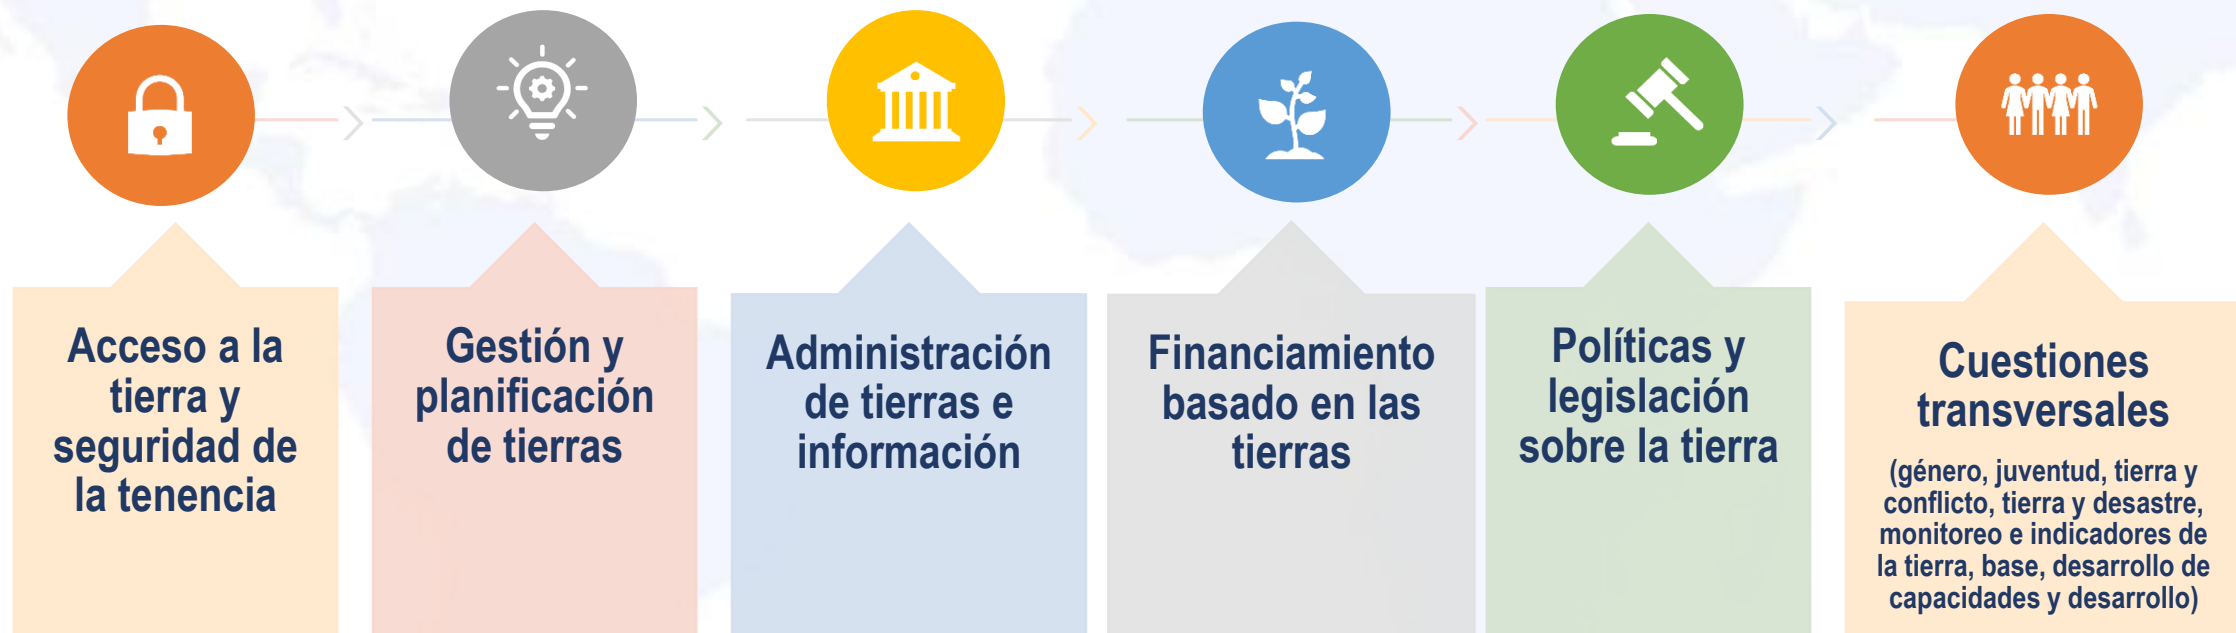 Acceso a la
tierra y
seguridad de
la tenencia
Gestión y
planificación
de tierras
Administración
de tierras e
información
Financiamiento
basado en las
tierras
Políticas y
legislación
sobre la tierra
Cuestiones
transversales
(género, juventud, tierra y
conflicto, tierra y desastre,
monitoreo e indicadores de
la tierra, base, desarrollo de
capacidades y desarrollo)